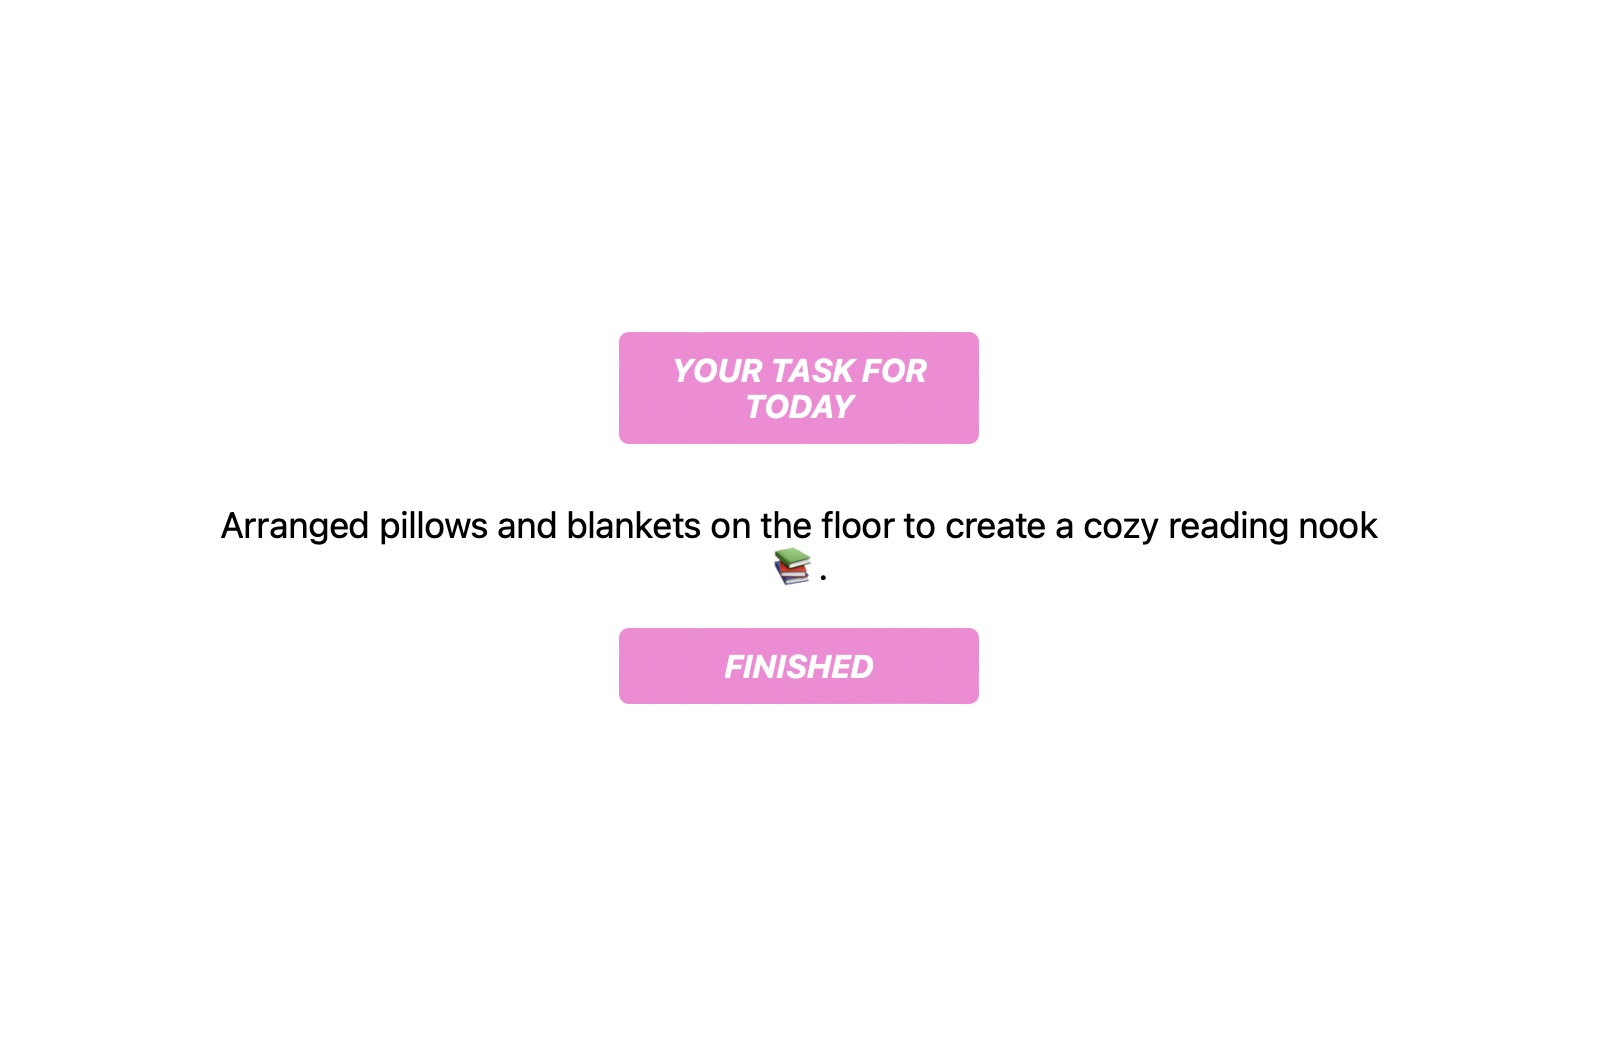 YOUR TASK FOR
TODAY
Arranged pillows and blankets on the floor to create a cozy reading nook
📚 .
FINISHED